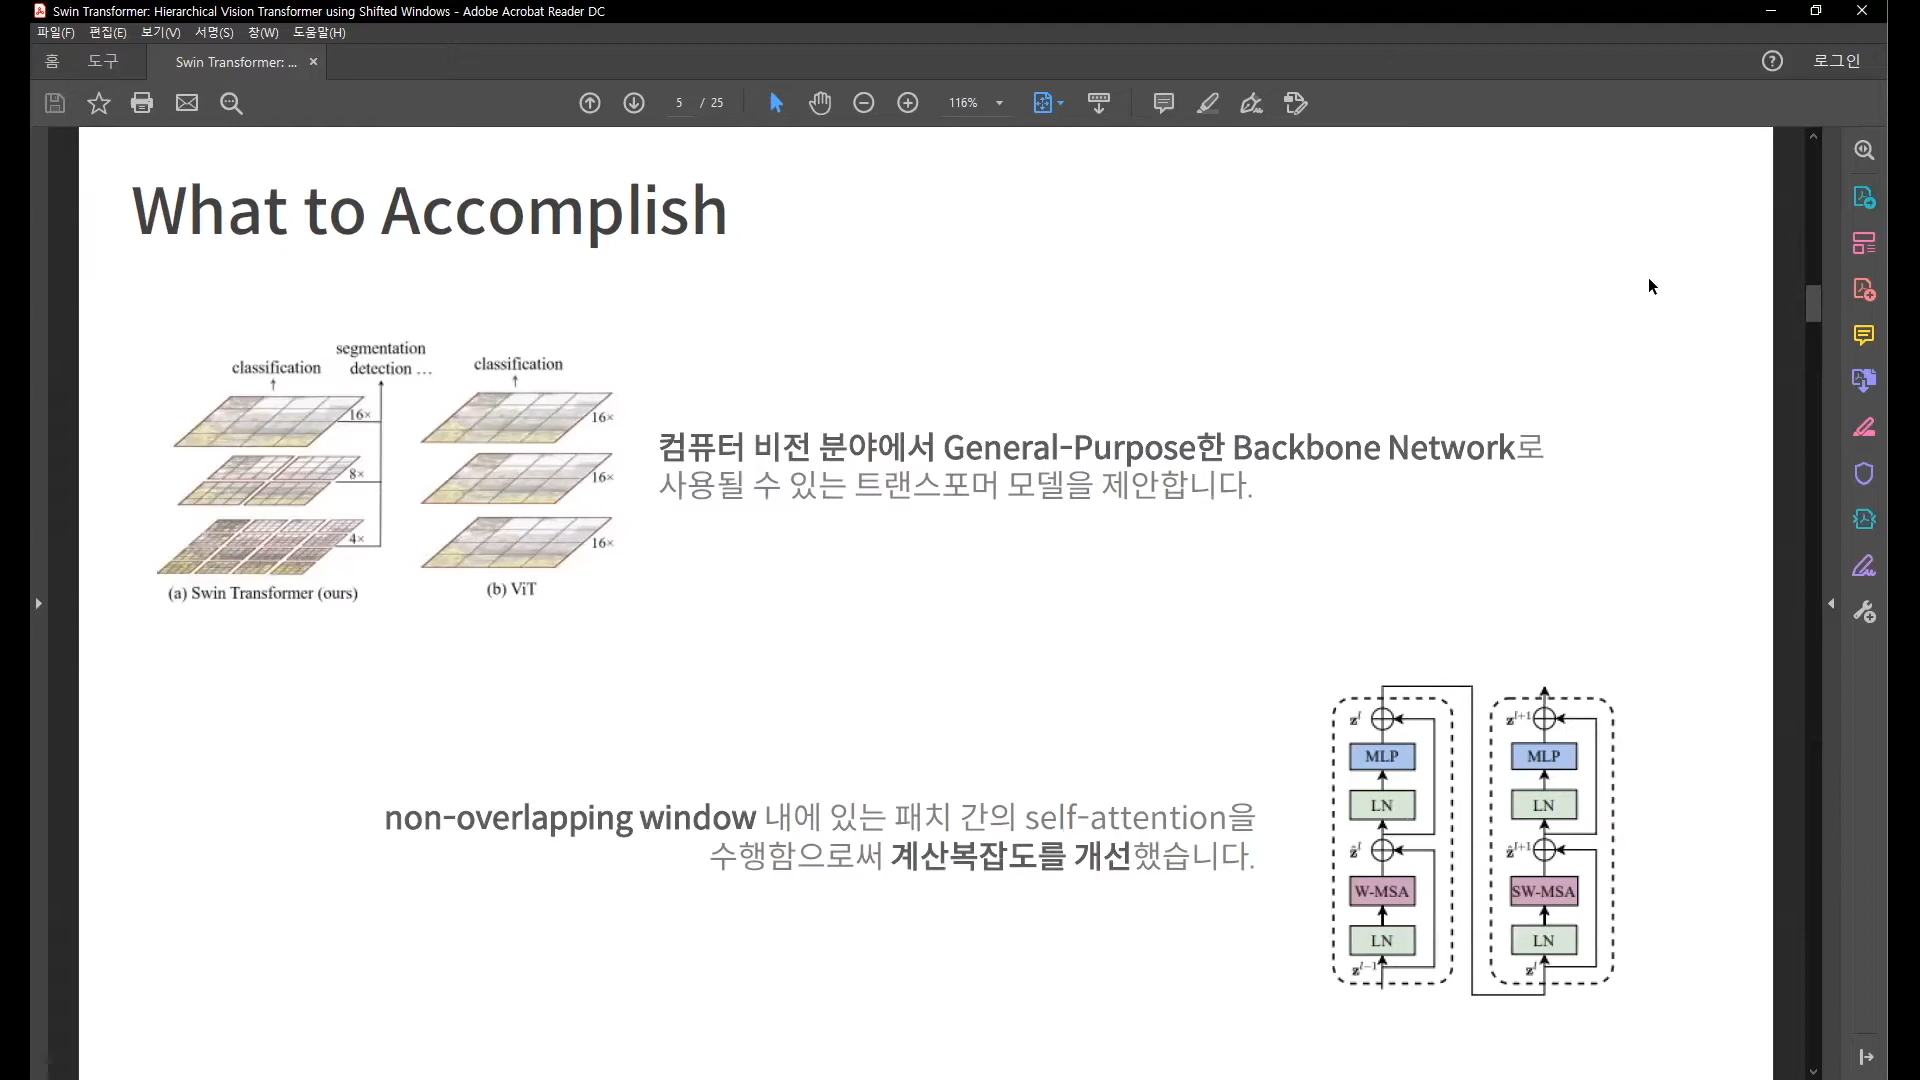 Swin Transformer: Hierarchical Vision Transformer using Shifted Windows - Adobe Acrobat Reader DC
파일(F) 편집(E) 보기(V) 서명(S) 창(W) 도움말(H)
홈 도구 Swin Transformer: ... × 로그인
5 / 25 116%
What to Accomplish
segmentation
classification detection ... classification
16×
8×
4×
16×
16×
16×
(a) Swin Transformer (ours) (b) ViT
컴퓨터 비전 분야에서 General-Purpose한 Backbone Network로
사용될 수 있는 트랜스포머 모델을 제안합니다.
non-overlapping window 내에 있는 패치 간의 self-attention을
수행함으로써 계산복잡도를 개선했습니다.
z^l z^{l+1}
MLP MLP
LN LN
ẑ^l ẑ^{l+1}
W-MSA SW-MSA
LN LN
z^{l-1} z^l